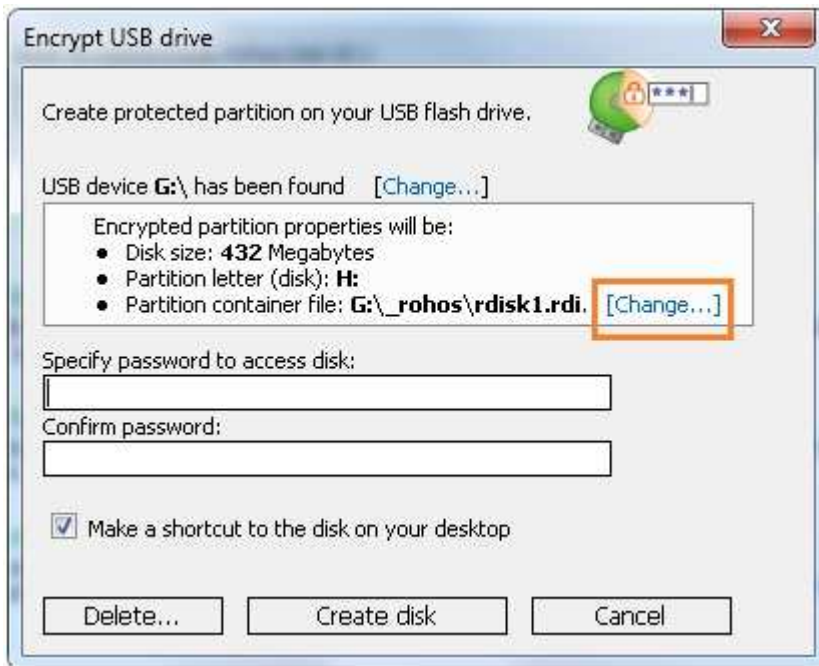 Encrypt USB drive
Create protected partition on your USB flash drive.
***
USB device G:\ has been found [Change...]
Encrypted partition properties will be:
• Disk size: 432 Megabytes
• Partition letter (disk): H:
• Partition container file: G:\_rohos\rdisk1.rdi. [Change...]
Specify password to access disk:
Confirm password:
Make a shortcut to the disk on your desktop
Delete... Create disk Cancel